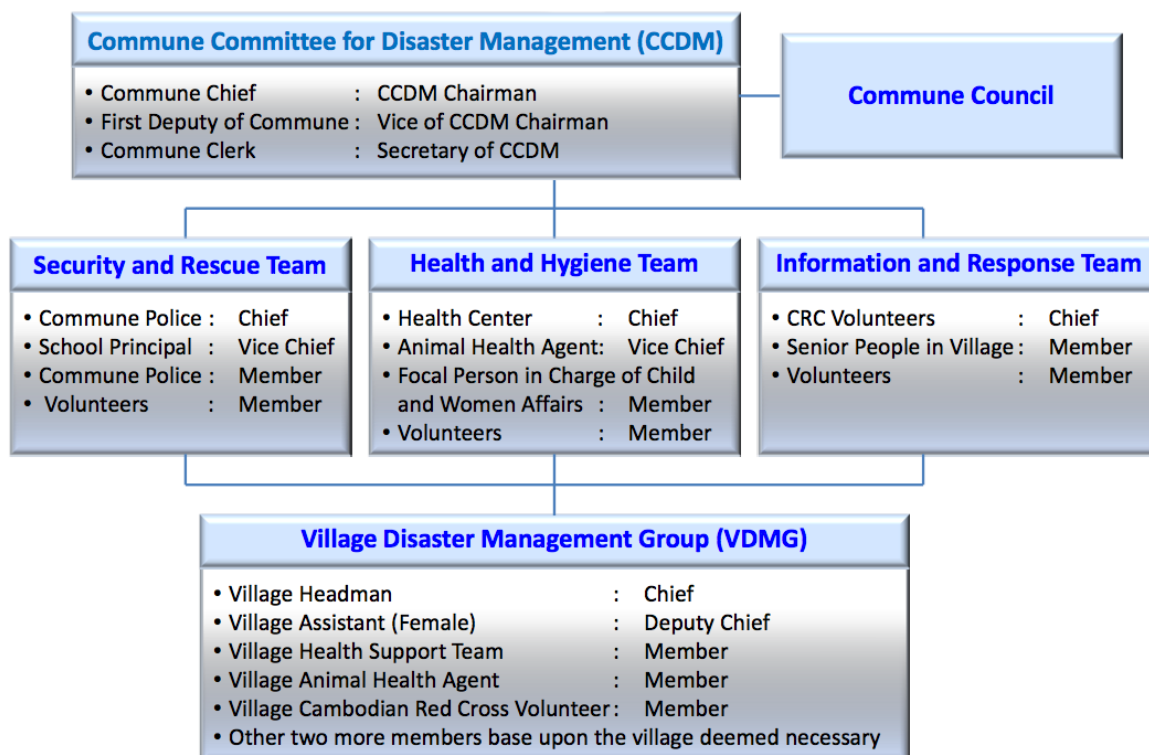 Commune Committee for Disaster Management (CCDM)
• Commune Chief : CCDM Chairman
• First Deputy of Commune : Vice of CCDM Chairman
• Commune Clerk : Secretary of CCDM
Commune Council
Security and Rescue Team
• Commune Police : Chief
• School Principal : Vice Chief
• Commune Police : Member
• Volunteers : Member
Health and Hygiene Team
• Health Center : Chief
• Animal Health Agent: Vice Chief
• Focal Person in Charge of Child
and Women Affairs : Member
• Volunteers : Member
Information and Response Team
• CRC Volunteers : Chief
• Senior People in Village : Member
• Volunteers : Member
Village Disaster Management Group (VDMG)
• Village Headman : Chief
• Village Assistant (Female) : Deputy Chief
• Village Health Support Team : Member
• Village Animal Health Agent : Member
• Village Cambodian Red Cross Volunteer : Member
• Other two more members base upon the village deemed necessary